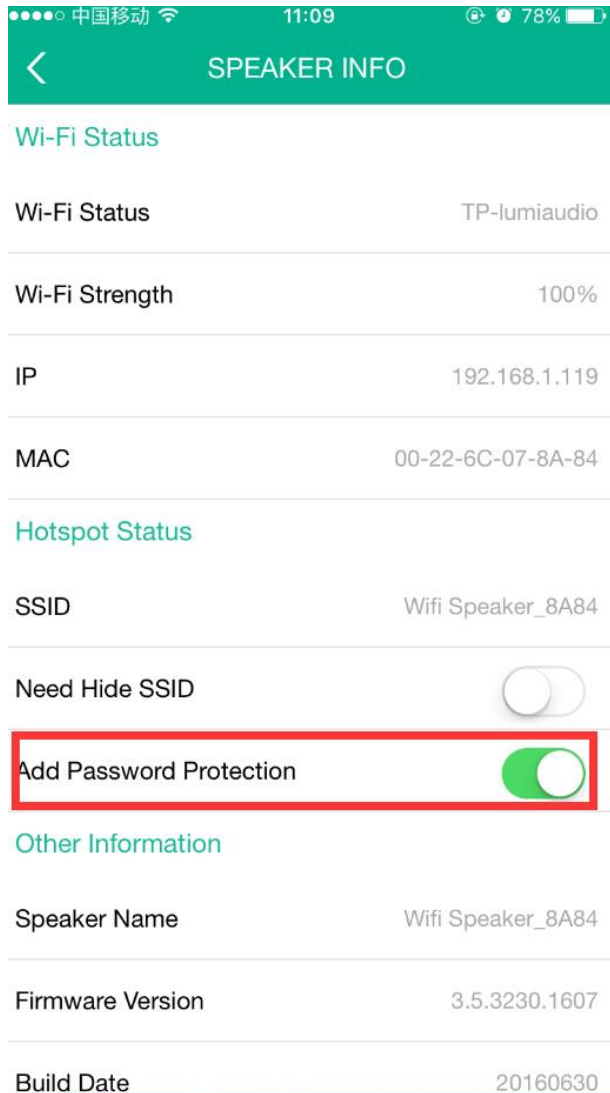 中国移动 11:09 78%
SPEAKER INFO
Wi-Fi Status
Wi-Fi Status TP-lumiaudio
Wi-Fi Strength 100%
IP 192.168.1.119
MAC 00-22-6C-07-8A-84
Hotspot Status
SSID Wifi Speaker_8A84
Need Hide SSID
Add Password Protection
Other Information
Speaker Name Wifi Speaker_8A84
Firmware Version 3.5.3230.1607
Build Date 20160630